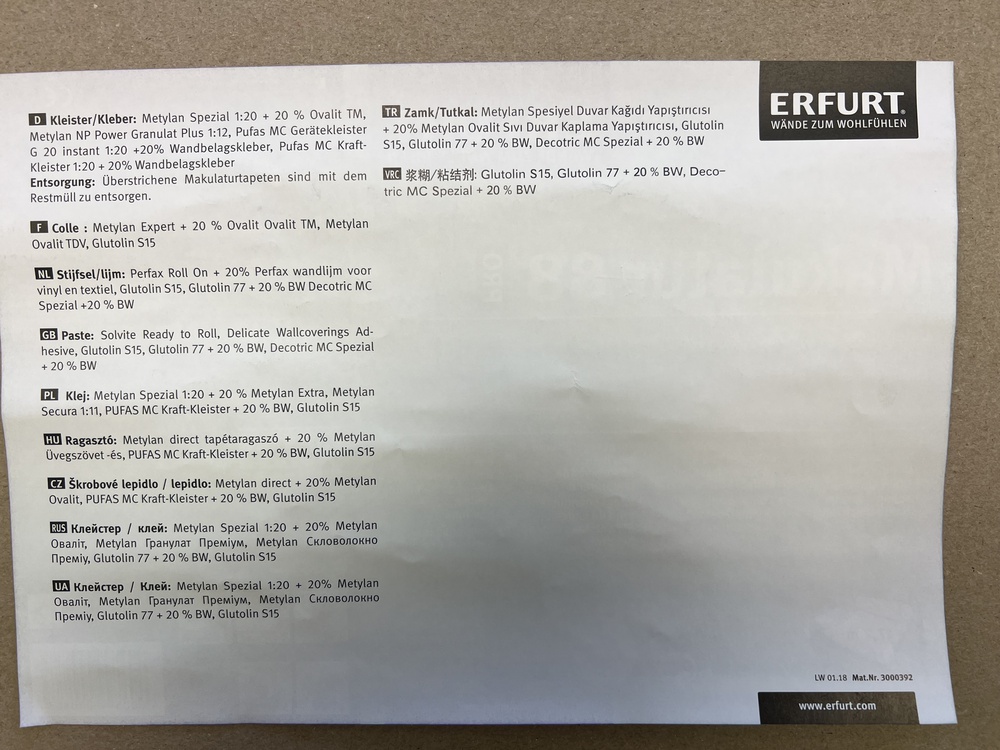 D Kleister/Kleber: Metylan Spezial 1:20 + 20 % Ovalit TM,
Metylan NP Power Granulat Plus 1:12, Pufas MC Gerätekleister
G 20 instant 1:20 +20% Wandbelagskleber, Pufas MC Kraft-
Kleister 1:20 + 20% Wandbelagskleber
Entsorgung: Überstrichene Makulaturtapeten sind mit dem
Restmüll zu entsorgen.
F Colle : Metylan Expert + 20 % Ovalit Ovalit TM, Metylan
Ovalit TDV, Glutolin S15
NL Stijfsel/lijm: Perfax Roll On + 20% Perfax wandlijm voor
vinyl en textiel, Glutolin S15, Glutolin 77 + 20 % BW Decotric MC
Spezial +20 % BW
GB Paste: Solvite Ready to Roll, Delicate Wallcoverings Ad-
hesive, Glutolin S15, Glutolin 77 + 20 % BW, Decotric MC Spezial
+ 20 % BW
PL Klej: Metylan Spezial 1:20 + 20 % Metylan Extra, Metylan
Secura 1:11, PUFAS MC Kraft-Kleister + 20 % BW, Glutolin S15
HU Ragasztó: Metylan direct tapétaragaszó + 20 % Metylan
Üvegszövet -és, PUFAS MC Kraft-Kleister + 20 % BW, Glutolin S15
CZ Škrobové lepidlo / lepidlo: Metylan direct + 20% Metylan
Ovalit, PUFAS MC Kraft-Kleister + 20 % BW, Glutolin S15
RUS Клейстер / клей: Metylan Spezial 1:20 + 20% Metylan
Оваліт, Metylan Гранулат Преміум, Metylan Скловолокно
Преміу, Glutolin 77 + 20 % BW, Glutolin S15
UA Клейстер / Клей: Metylan Spezial 1:20 + 20% Metylan
Оваліт, Metylan Гранулат Преміум, Metylan Скловолокно
Преміу, Glutolin 77 + 20 % BW, Glutolin S15
TR Zamk/Tutkal: Metylan Spesiyel Duvar Kağıdı Yapıştırıcısı
+ 20% Metylan Ovalit Sıvı Duvar Kaplama Yapıştırıcısı, Glutolin
S15, Glutolin 77 + 20 % BW, Decotric MC Spezial + 20 % BW
VRC 浆糊/粘结剂: Glutolin S15, Glutolin 77 + 20 % BW, Deco-
tric MC Spezial + 20 % BW
ERFURT®
WÄNDE ZUM WOHLFÜHLEN
LW 01.18 Mat.Nr. 3000392
www.erfurt.com